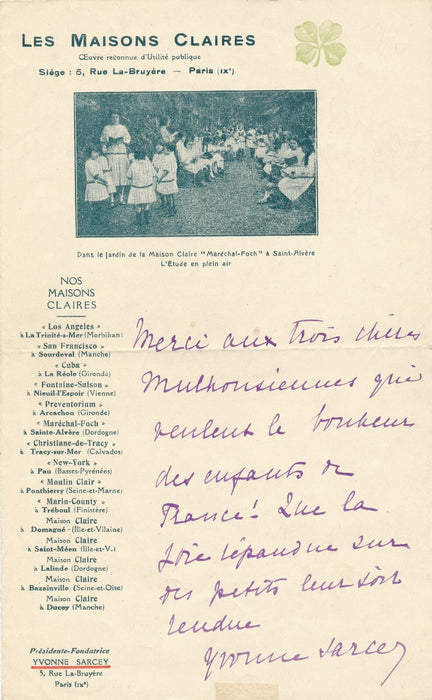 LES MAISONS CLAIRES
Œuvre reconnue d'Utilité publique
Siège : 5, Rue La-Bruyère — Paris (IXᵉ)
Dans le jardin de la Maison Claire "Maréchal-Foch" à Saint-Alvère
L'Étude en plein air
NOS
MAISONS
CLAIRES
« Los Angeles »
à La Trinité-s-Mer (Morbihan)
« San Francisco »
à Sourdeval (Manche)
« Cuba »
à La Réole (Gironde)
« Fontaine-Saison »
à Nieuil-l'Espoir (Vienne)
« Preventorium »
à Arcachon (Gironde)
« Maréchal-Foch »
à Sainte-Alvère (Dordogne)
« Christiane-de-Tracy »
à Tracy-sur-Mer (Calvados)
« New-York »
à Pau (Basses-Pyrénées)
« Moulin Clair »
à Ponthierry (Seine-et-Marne)
« Marin-County »
à Tréboul (Finistère)
Maison Claire
à Domagné (Ille-et-Vilaine)
Maison Claire
à Saint-Méen (Ille-et-V.)
Maison Claire
à Lalinde (Dordogne)
Maison Claire
à Bazainville (Seine-et-Oise)
Maison Claire
à Ducey (Manche)
Présidente-Fondatrice
YVONNE SARCEY
5, Rue La-Bruyère
Paris (IXᵉ)
Merci aux trois chères
Mulhousiennes qui
veulent le bonheur
des enfants de
France ! Que la
joie répandue sur
des petits leur soit
rendue
Yvonne Sarcey